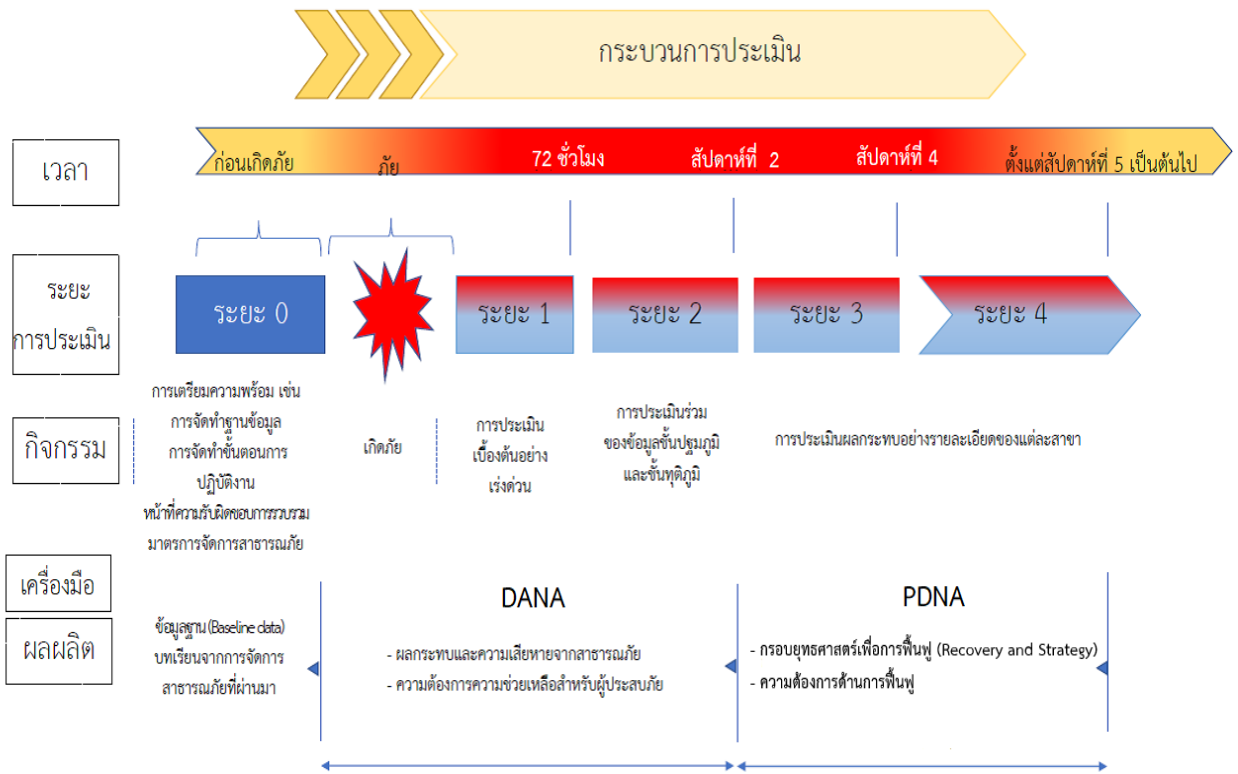 กระบวนการประเมิน
เวลา
ก่อนเกิดภัย
ภัย
72 ชั่วโมง
สัปดาห์ที่ 2
สัปดาห์ที่ 4
ตั้งแต่สัปดาห์ที่ 5 เป็นต้นไป
ระยะ
การประเมิน
ระยะ 0
ระยะ 1
ระยะ 2
ระยะ 3
ระยะ 4
กิจกรรม
การเตรียมความพร้อม เช่น
การจัดทำฐานข้อมูล
การจัดทำขั้นตอนการ
ปฏิบัติงาน
หน้าที่ความรับผิดชอบการรวบรวม
มาตรการจัดการสาธารณภัย
เกิดภัย
การประเมิน
เบื้องต้นอย่าง
เร่งด่วน
การประเมินร่วม
ของข้อมูลชั้นปฐมภูมิ
และชั้นทุติภูมิ
การประเมินผลกระทบอย่างรายละเอียดของแต่ละสาขา
เครื่องมือ
DANA
PDNA
ผลผลิต
ข้อมูลฐาน (Baseline data)
บทเรียนจากการจัดการ
สาธารณภัยที่ผ่านมา
- ผลกระทบและความเสียหายจากสาธารณภัย
- ความต้องการความช่วยเหลือสำหรับผู้ประสบภัย
- กรอบยุทธศาสตร์เพื่อการฟื้นฟู (Recovery and Strategy)
- ความต้องการด้านการฟื้นฟู